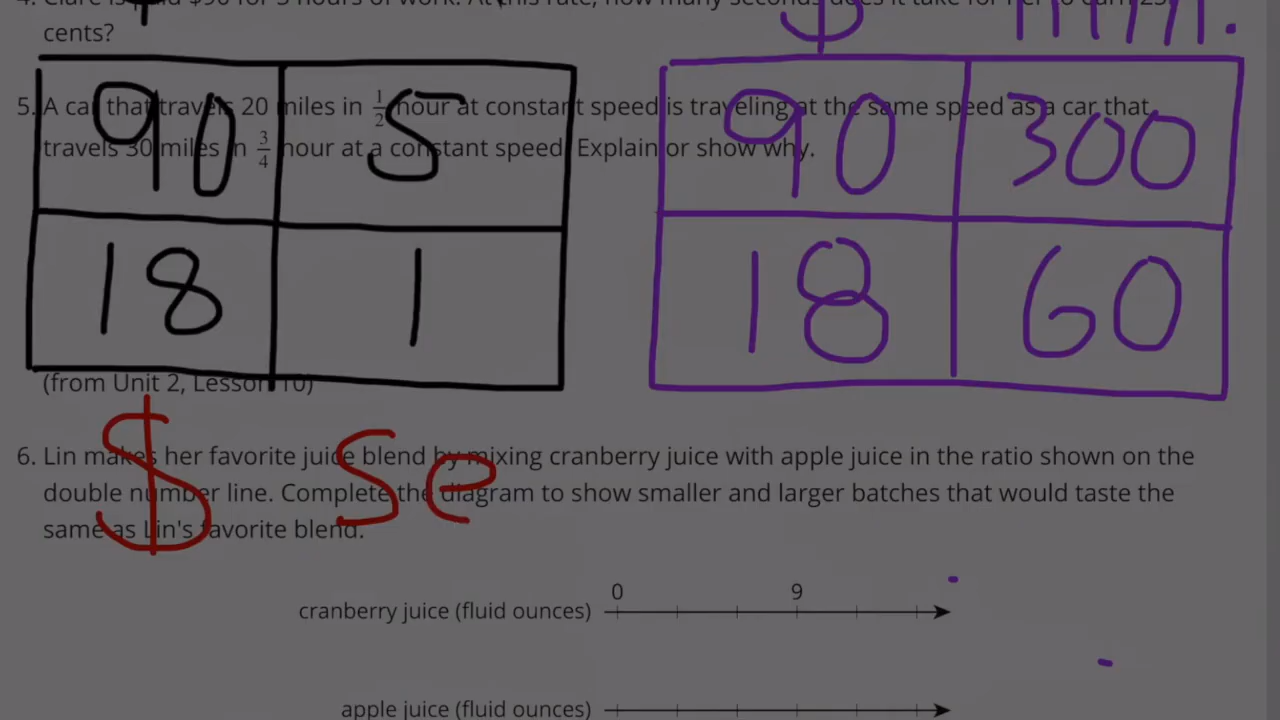 cents?
$ min.
90 5
18 1
90 300
18 60
5. A car that travels 20 miles in 1/2 hour at constant speed is traveling at the same speed as a car that
travels 30 miles in 3/4 hour at a constant speed. Explain or show why.
(from Unit 2, Lesson 10)
$ Se
6. Lin makes her favorite juice blend by mixing cranberry juice with apple juice in the ratio shown on the
double number line. Complete the diagram to show smaller and larger batches that would taste the
same as Lin's favorite blend.
0 9
cranberry juice (fluid ounces)
apple juice (fluid ounces)